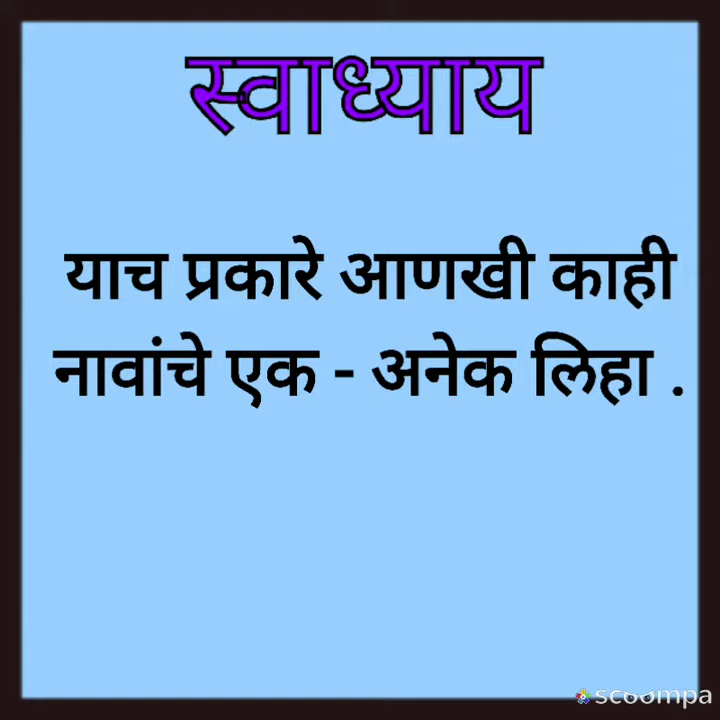 स्वाध्याय
याच प्रकारे आणखी काही
नावांचे एक - अनेक लिहा .
scoompa